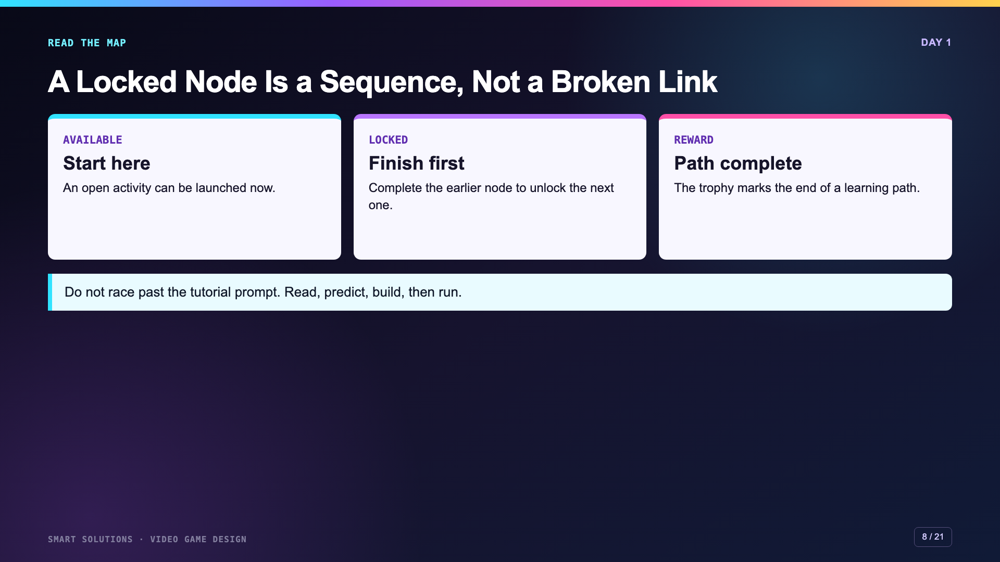 READ THE MAP
DAY 1
A Locked Node Is a Sequence, Not a Broken Link
AVAILABLE
Start here
An open activity can be launched now.
LOCKED
Finish first
Complete the earlier node to unlock the next
one.
REWARD
Path complete
The trophy marks the end of a learning path.
Do not race past the tutorial prompt. Read, predict, build, then run.
SMART SOLUTIONS · VIDEO GAME DESIGN
8 / 21